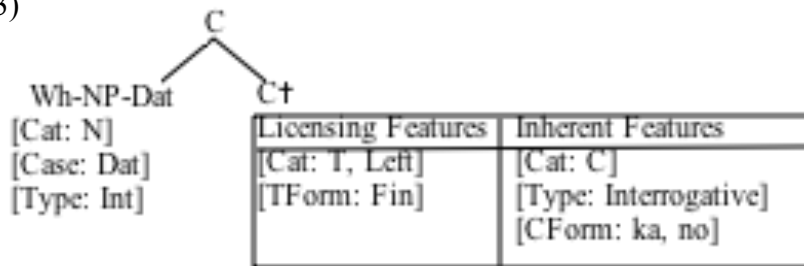 3)
C
Wh-NP-Dat C†
[Cat: N] Licensing Features Inherent Features
[Case: Dat] [Cat: T, Left] [Cat: C]
[Type: Int] [TForm: Fin] [Type: Interrogative]
[CForm: ka, no]